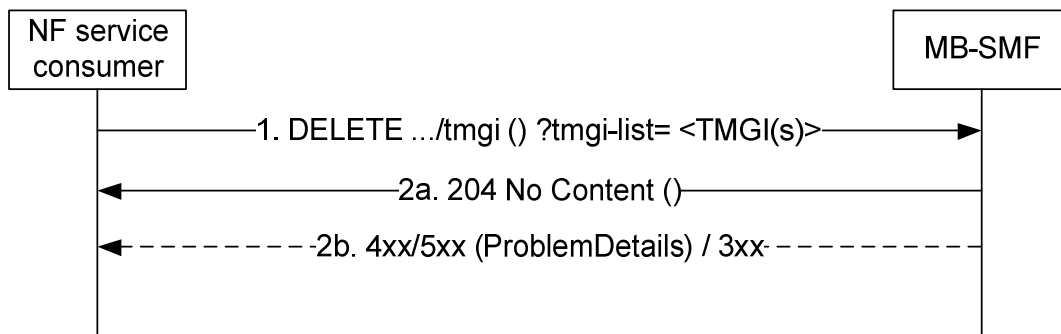 NF service
consumer
MB-SMF
1. DELETE .../tmgi () ?tmgi-list= <TMGI(s)>
2a. 204 No Content ()
2b. 4xx/5xx (ProblemDetails) / 3xx